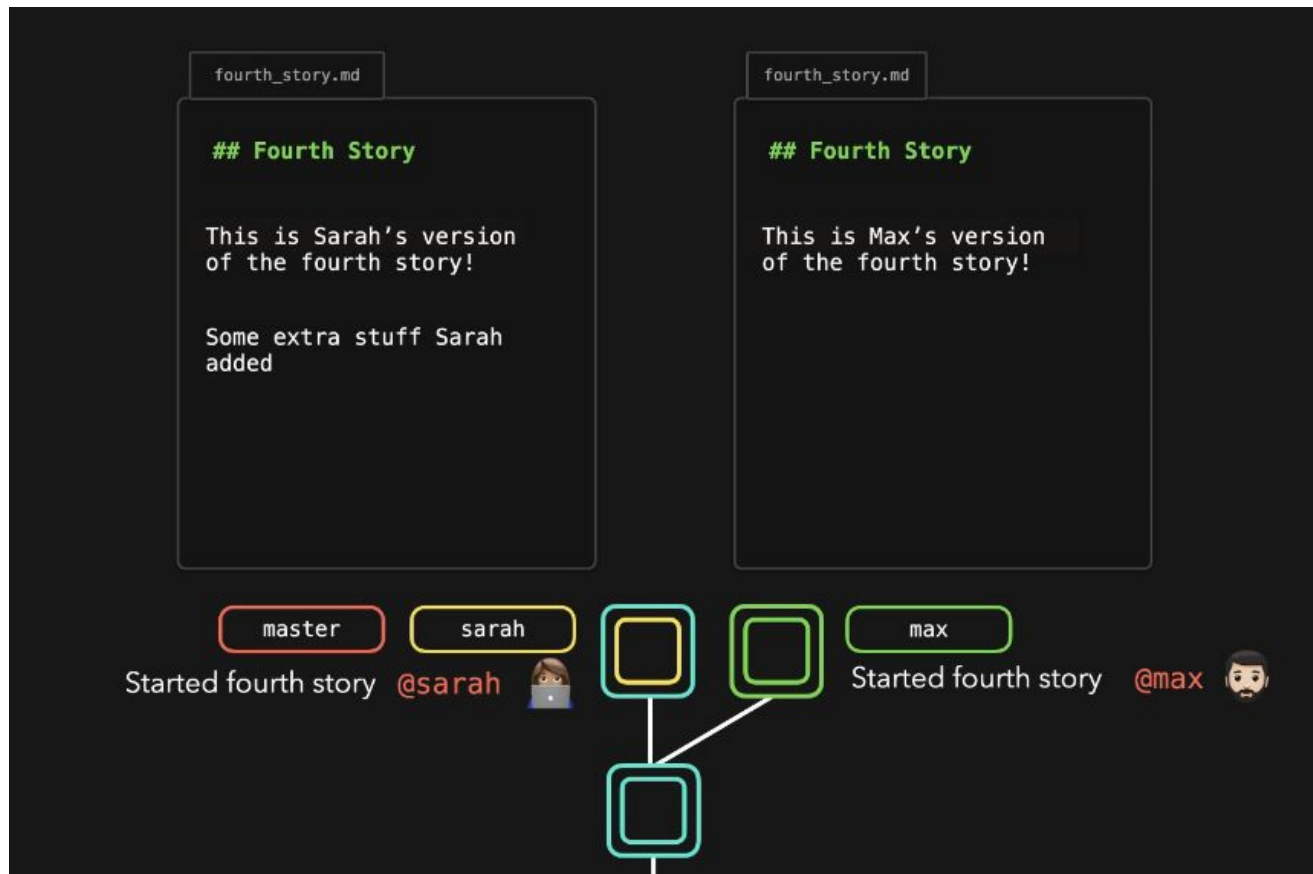 fourth_story.md
## Fourth Story
This is Sarah‘s version
of the fourth story!
Some extra stuff Sarah
added
fourth_story.md
## Fourth Story
This is Max‘s version
of the fourth story!
master
sarah
Started fourth story @sarah
max
Started fourth story @max